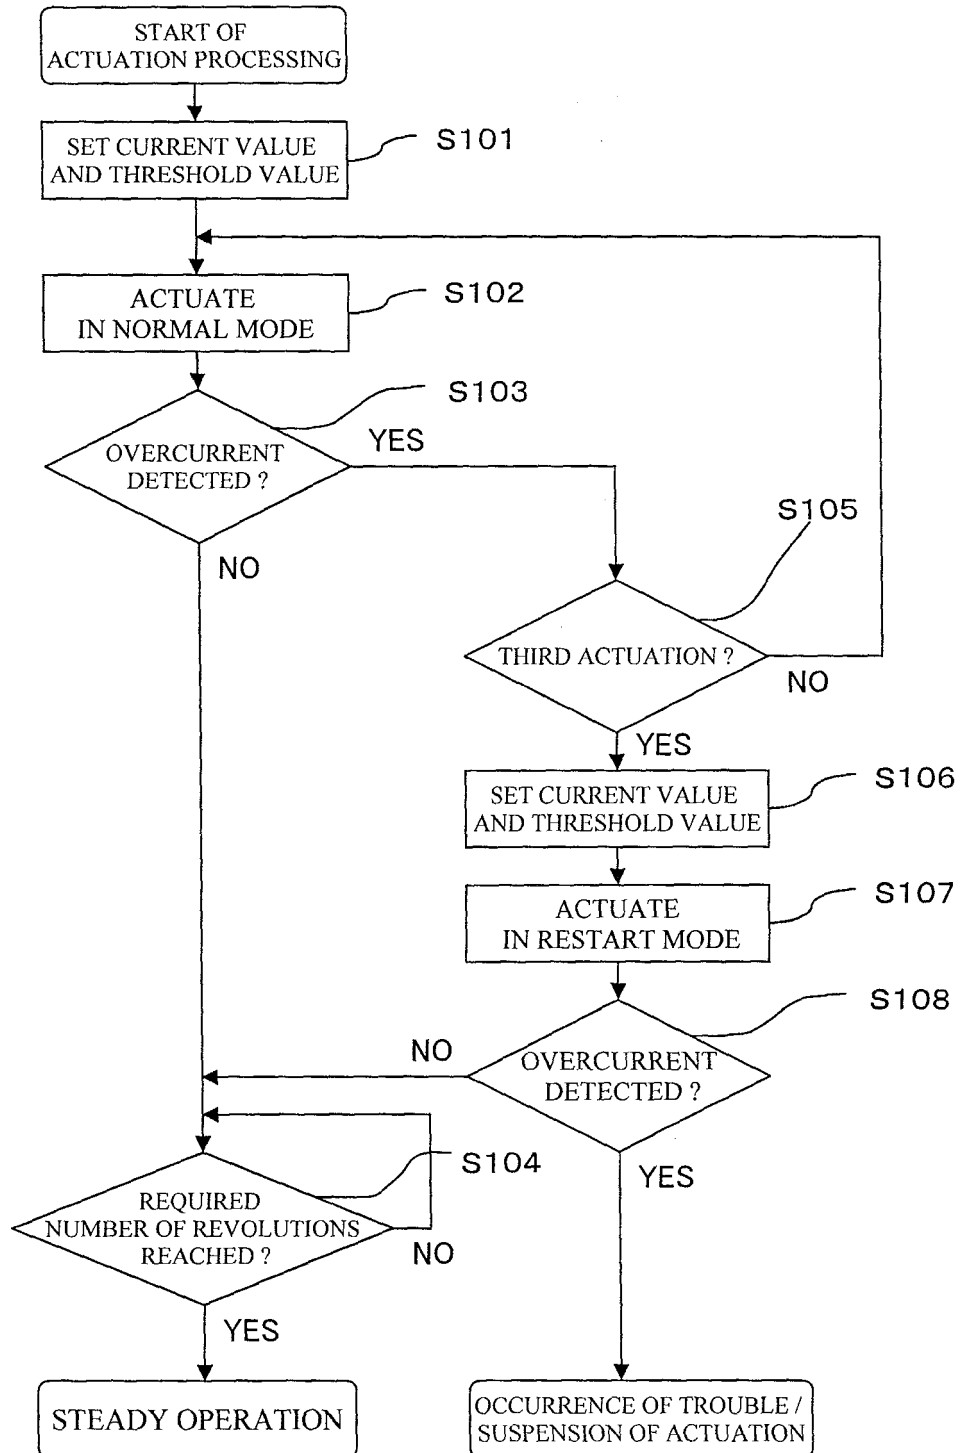 START OF
ACTUATION PROCESSING
SET CURRENT VALUE
AND THRESHOLD VALUE
S101
ACTUATE
IN NORMAL MODE
S102
S103
OVERCURRENT
DETECTED ?
YES
NO
S105
THIRD ACTUATION ?
NO
YES
SET CURRENT VALUE
AND THRESHOLD VALUE
S106
ACTUATE
IN RESTART MODE
S107
S108
OVERCURRENT
DETECTED ?
NO
YES
S104
REQUIRED
NUMBER OF REVOLUTIONS
REACHED ?
NO
YES
STEADY OPERATION
OCCURRENCE OF TROUBLE /
SUSPENSION OF ACTUATION